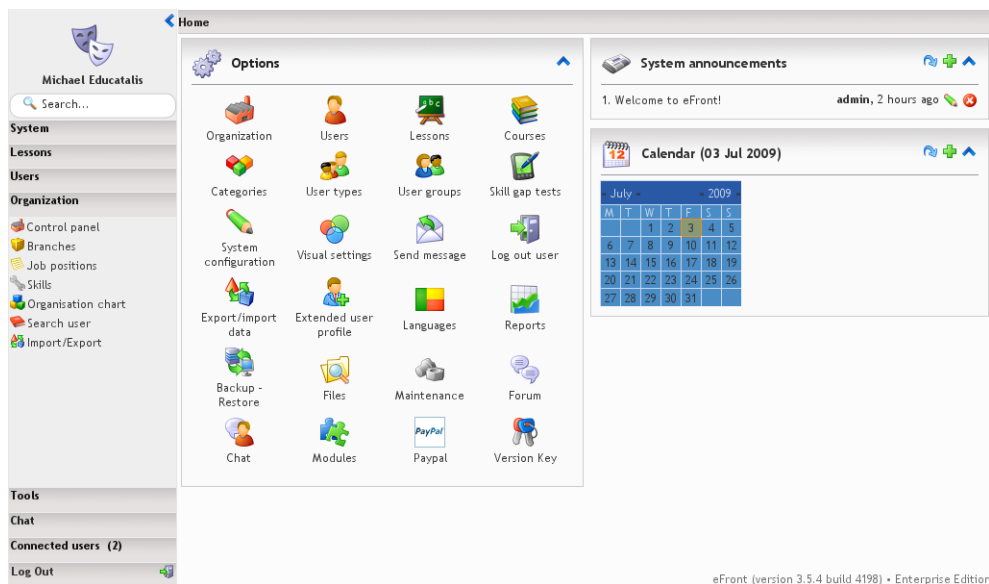 Michael Educatalis
Search...
System
Lessons
Users
Organization
Control panel
Branches
Job positions
Skills
Organisation chart
Search user
Import/Export
Tools
Chat
Connected users (2)
Log Out
Home
Options
Organization
Users
Lessons
Courses
Categories
User types
User groups
Skill gap tests
System
configuration
Visual settings
Send message
Log out user
Export/import
data
Extended user
profile
Languages
Reports
Backup -
Restore
Files
Maintenance
Forum
Chat
Modules
PayPal
Paypal
Version Key
System announcements
1. Welcome to eFront!
admin, 2 hours ago
12
Calendar (03 Jul 2009)
July 2009
M T W T F S S
1 2 3 4 5
6 7 8 9 10 11 12
13 14 15 16 17 18 19
20 21 22 23 24 25 26
27 28 29 30 31
eFront (version 3.5.4 build 4198) • Enterprise Edition